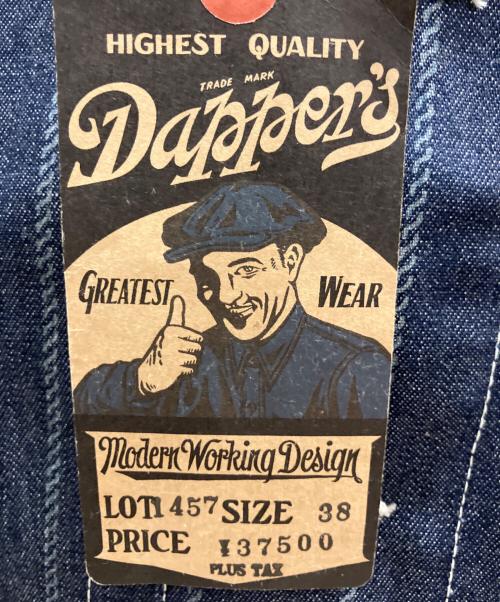 HIGHEST QUALITY
TRADE MARK
Dapper's
GREATEST WEAR
Modern Working Design
LOT 1457 SIZE 38
PRICE ¥37500
PLUS TAX